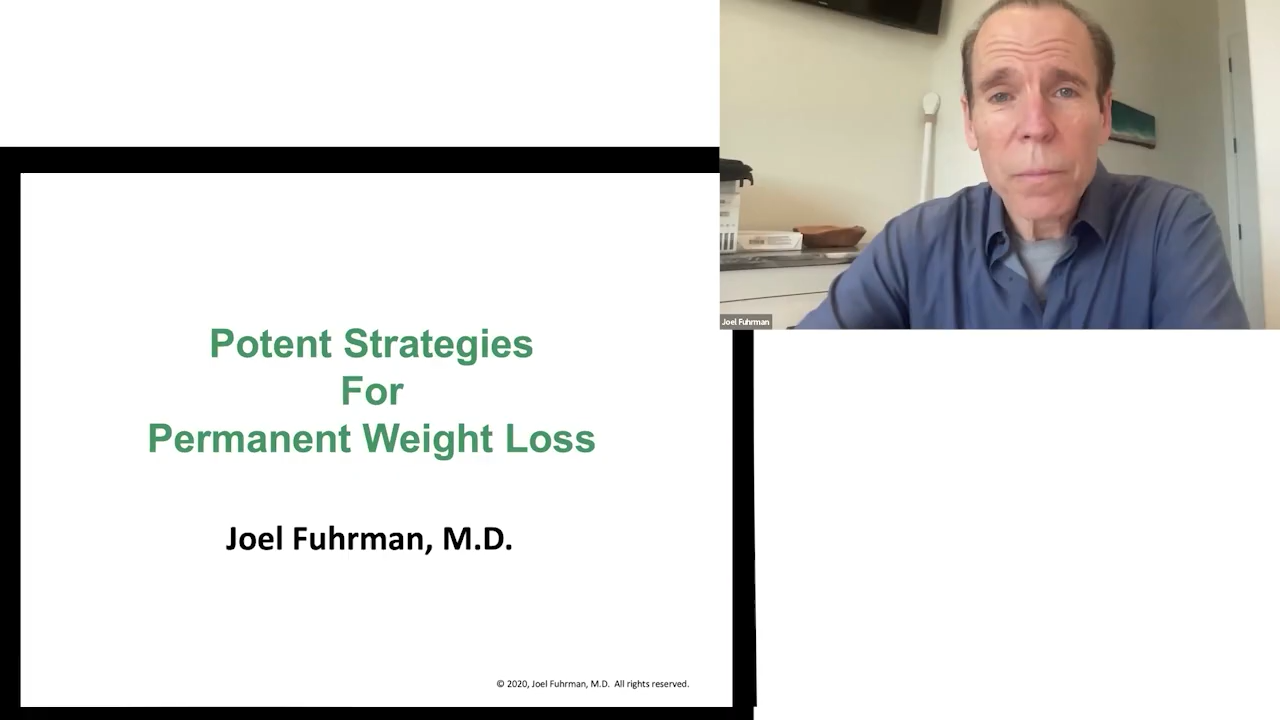 Potent Strategies
For
Permanent Weight Loss
Joel Fuhrman, M.D.
© 2020, Joel Fuhrman, M.D. All rights reserved.
Joel Fuhrman